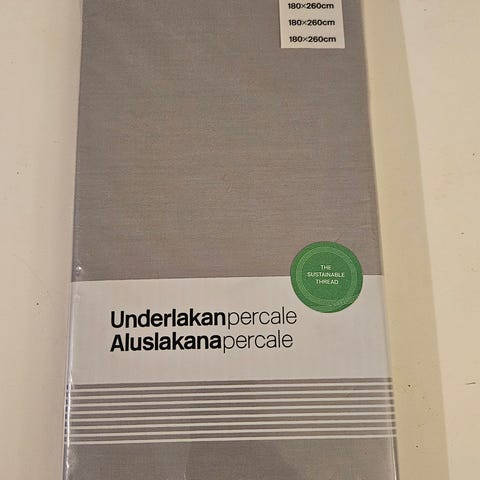 180×260cm
180×260cm
180×260cm
THE
SUSTAINABLE
THREAD
Underlakanpercale
Aluslakanapercale